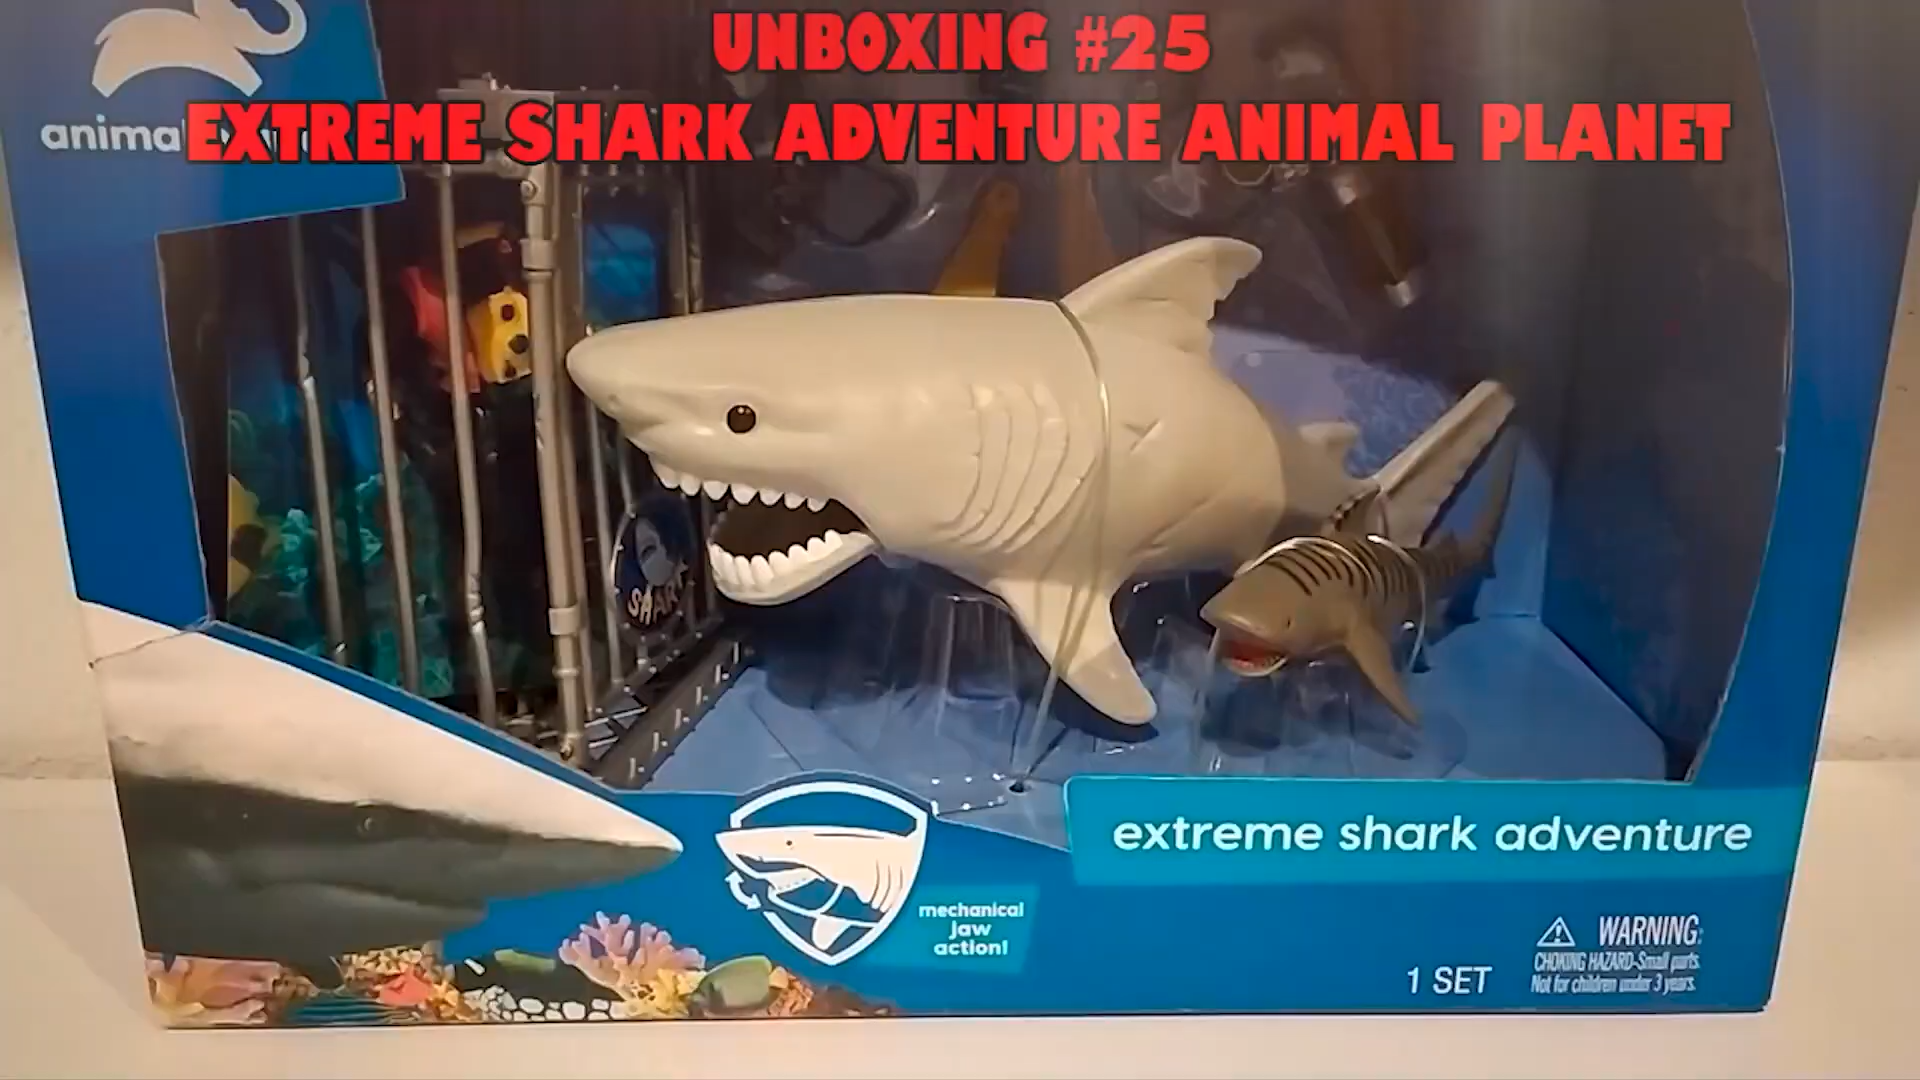 UNBOXING #25
EXTREME SHARK ADVENTURE ANIMAL PLANET
SHARK
extreme shark adventure
mechanical
jaw
action!
1 SET
WARNING:
CHOKING HAZARD-Small parts.
Not for children under 3 years.